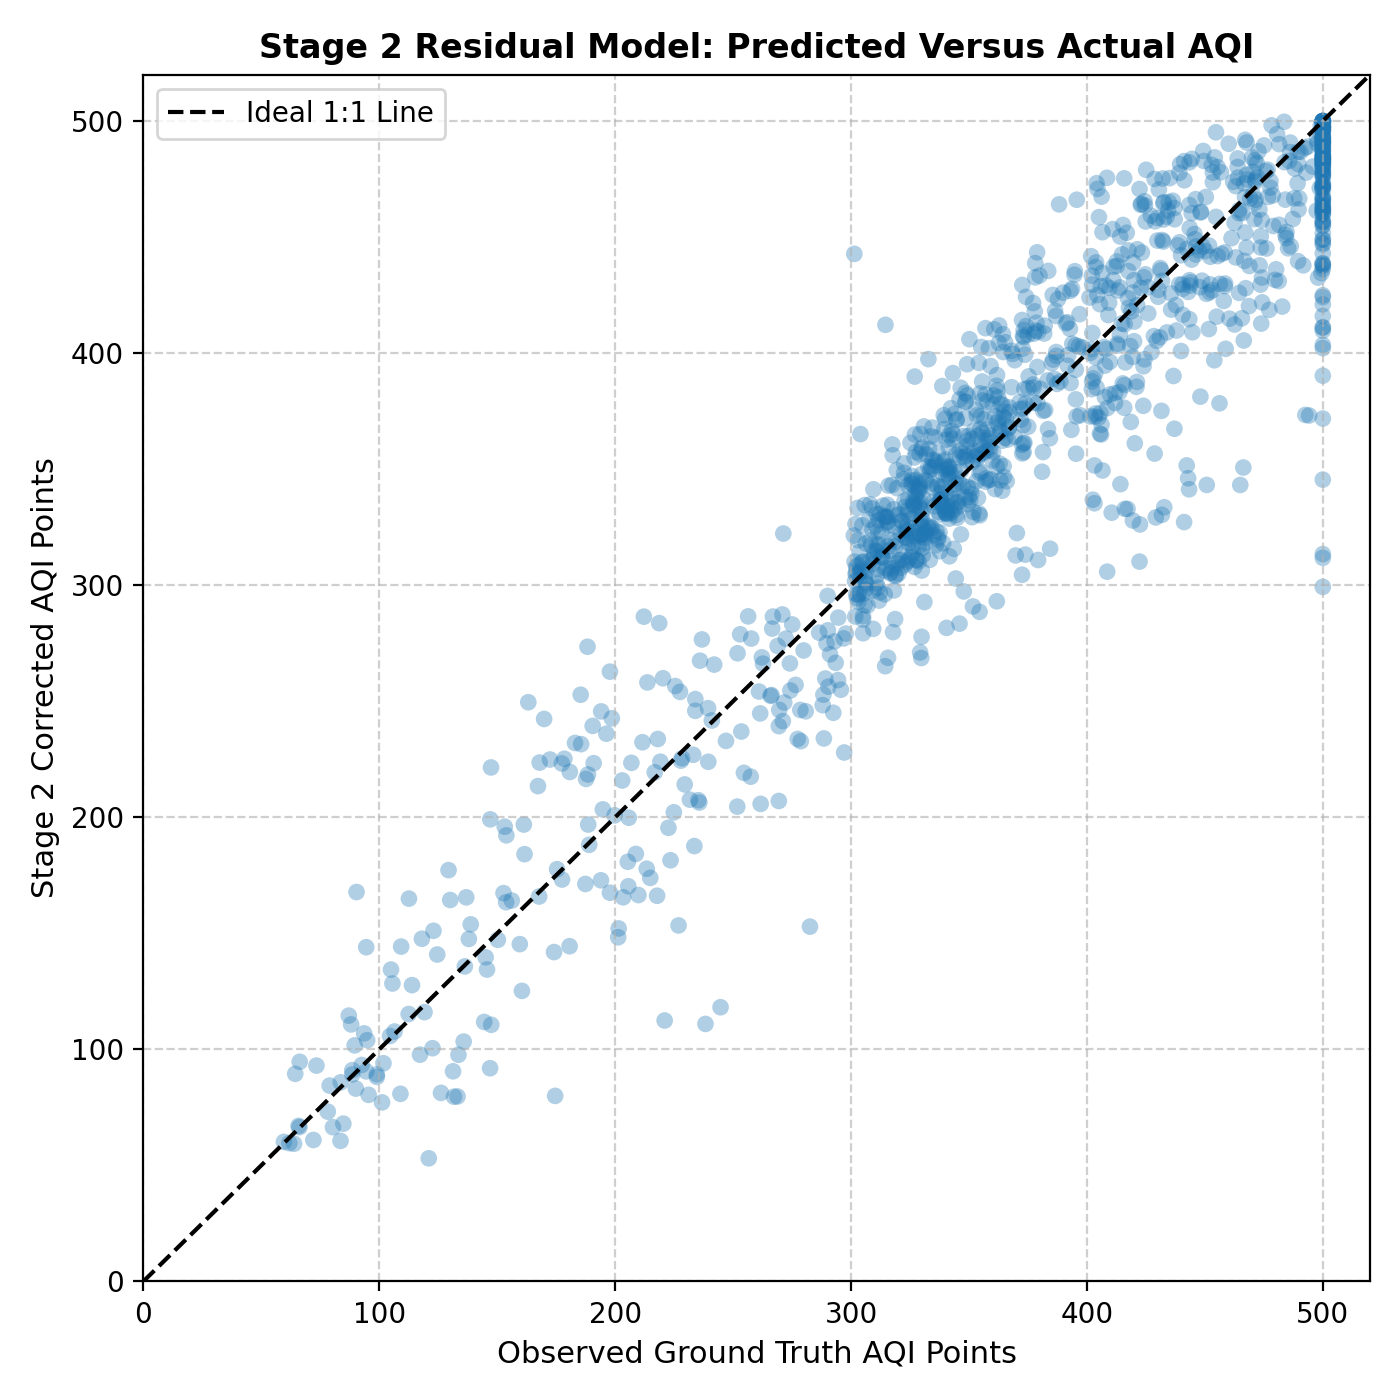 Stage 2 Residual Model: Predicted Versus Actual AQI
Ideal 1:1 Line
Stage 2 Corrected AQI Points
500
400
300
200
100
0
0 100 200 300 400 500
Observed Ground Truth AQI Points